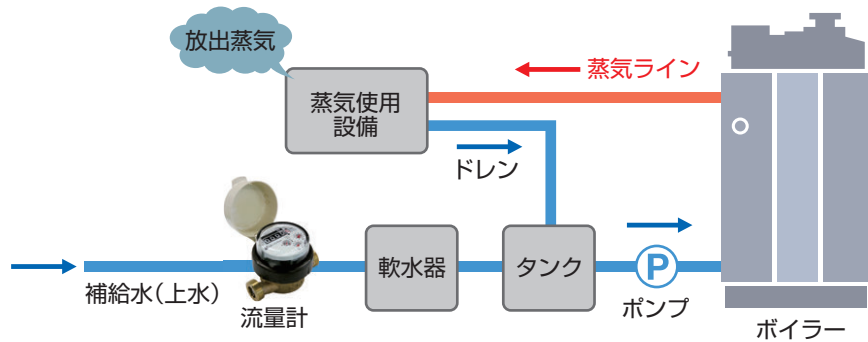 放出蒸気
蒸気ライン
蒸気使用
設備
ドレン
軟水器
タンク
P
補給水(上水)
流量計
ポンプ
ボイラー